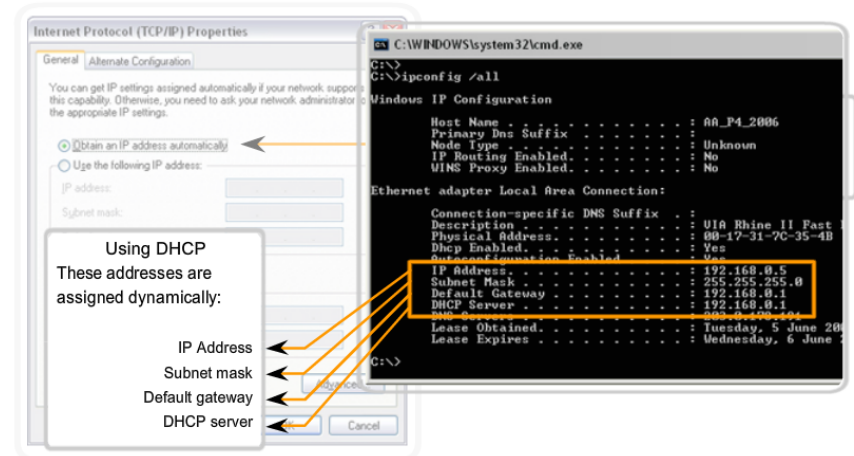 Internet Protocol (TCP/IP) Properties
General
Alternate Configuration
You can get IP settings assigned automatically if your network suppor
this capability. Otherwise, you need to ask your network administrator
the appropriate IP settings.
Obtain an IP address automatically
Use the following IP address:
IP address:
Subnet mask:
Using DHCP
These addresses are
assigned dynamically:
IP Address
Subnet mask
Default gateway
DHCP server
Cancel
C:\WINDOWS\system32\cmd.exe
C:\>
C:\>ipconfig /all
Windows IP Configuration
Host Name . . . . . . . . . . . . : AA_P4_2006
Primary Dns Suffix . . . . . . . :
Node Type . . . . . . . . . . . . : Unknown
IP Routing Enabled. . . . . . . . : No
WINS Proxy Enabled. . . . . . . . : No
Ethernet adapter Local Area Connection:
Connection-specific DNS Suffix . :
Description . . . . . . . . . . . : VIA Rhine II Fast
Physical Address. . . . . . . . . : 00-17-31-7C-35-4B
Dhcp Enabled. . . . . . . . . . . : Yes
Autoconfiguration Enabled . . . . : Yes
IP Address. . . . . . . . . . . . : 192.168.0.5
Subnet Mask . . . . . . . . . . . : 255.255.255.0
Default Gateway . . . . . . . . . : 192.168.0.1
DHCP Server . . . . . . . . . . . : 192.168.0.1
DNS Servers . . . . . . . . . . . :
Lease Obtained. . . . . . . . . . : Tuesday, 5 June 20
Lease Expires . . . . . . . . . . : Wednesday, 6 June
C:\>